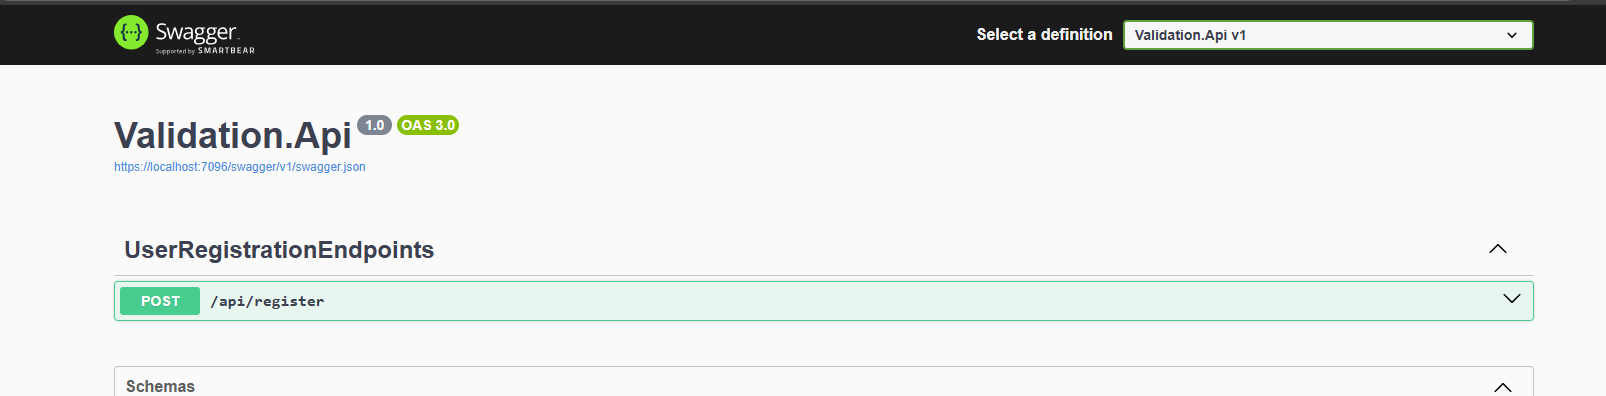 Swagger.
Supported by SMARTBEAR
Select a definition
Validation.Api v1
Validation.Api 1.0 OAS 3.0
https://localhost:7096/swagger/v1/swagger.json
UserRegistrationEndpoints
POST /api/register
Schemas